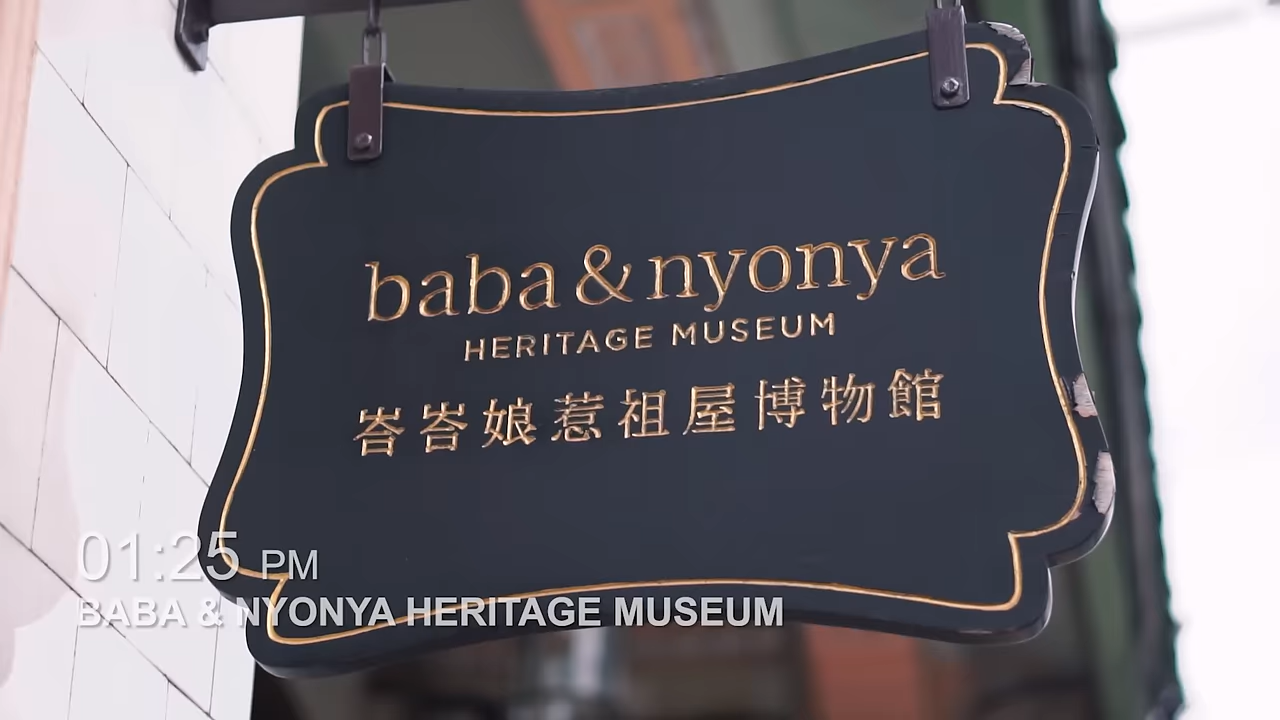 baba & nyonya
HERITAGE MUSEUM
峇峇娘惹祖屋博物館
01:25 PM
BABA & NYONYA HERITAGE MUSEUM